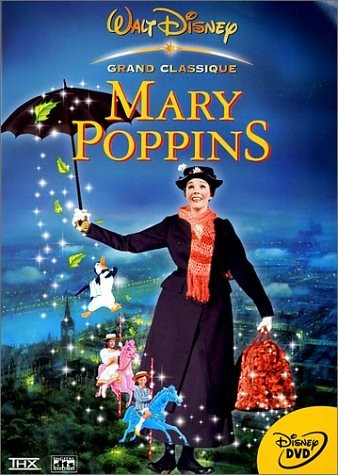 WALT DISNEY
GRAND CLASSIQUE
MARY
POPPINS
THX
DISNEY
DVD